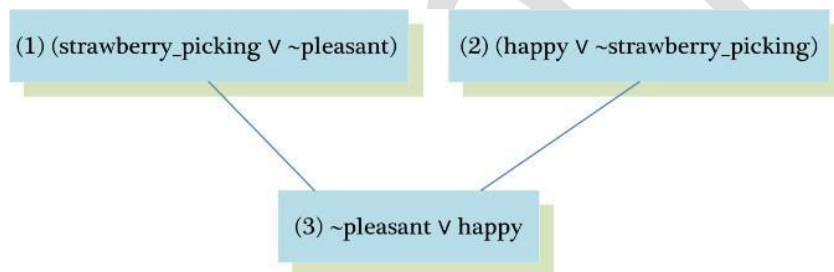 (1) (strawberry_picking ∨ ~pleasant)
(2) (happy ∨ ~strawberry_picking)
(3) ~pleasant ∨ happy